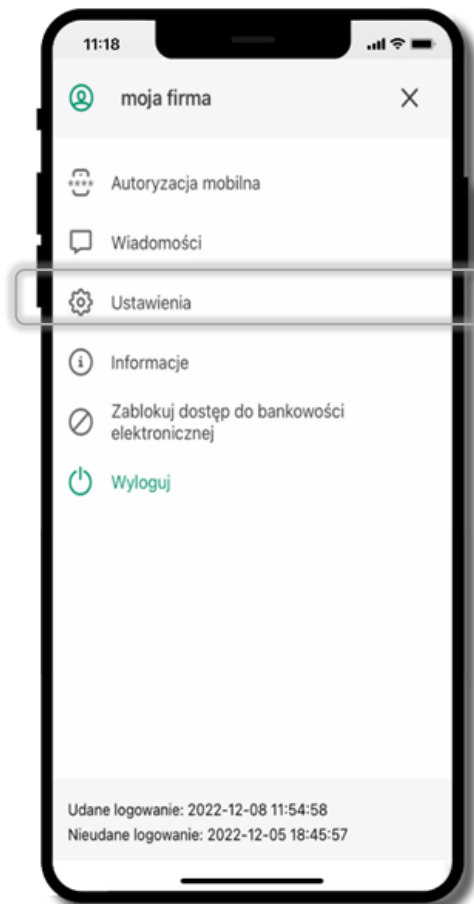 11:18
moja firma
Autoryzacja mobilna
Wiadomości
Ustawienia
Informacje
Zablokuj dostęp do bankowości
elektronicznej
Wyloguj
Udane logowanie: 2022-12-08 11:54:58
Nieudane logowanie: 2022-12-05 18:45:57